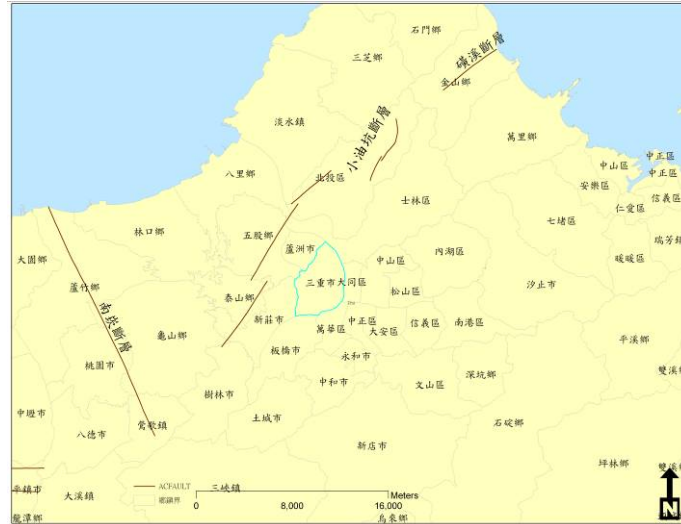 石門鄉
三芝鄉
磺溪斷層
金山鄉
淡水鎮
小油坑斷層
萬里鄉
八里鄉
北投區
中山區
中正區
中正區
安樂區
信義區
仁愛區
士林區
七堵區
林口鄉
五股鄉
蘆洲市
內湖區
瑞芳鎮
大園鄉
中山區
暖暖區
蘆竹鄉
三重市
大同區
松山區
汐止市
泰山鄉
南崁斷層
新莊市
萬華區
中正區
大安區
信義區
南港區
龜山鄉
平溪鄉
板橋市
永和市
桃園市
中和市
文山區
深坑鄉
雙溪
樹林市
中壢市
土城市
石碇鄉
八德市
鶯歌鎮
新店市
坪林鄉
雙溪
平鎮市
大溪鎮
ACFAULT
鄉鎮界
三峽鎮
Meters
0
8,000
16,000
龍潭鄉
烏來鄉
N